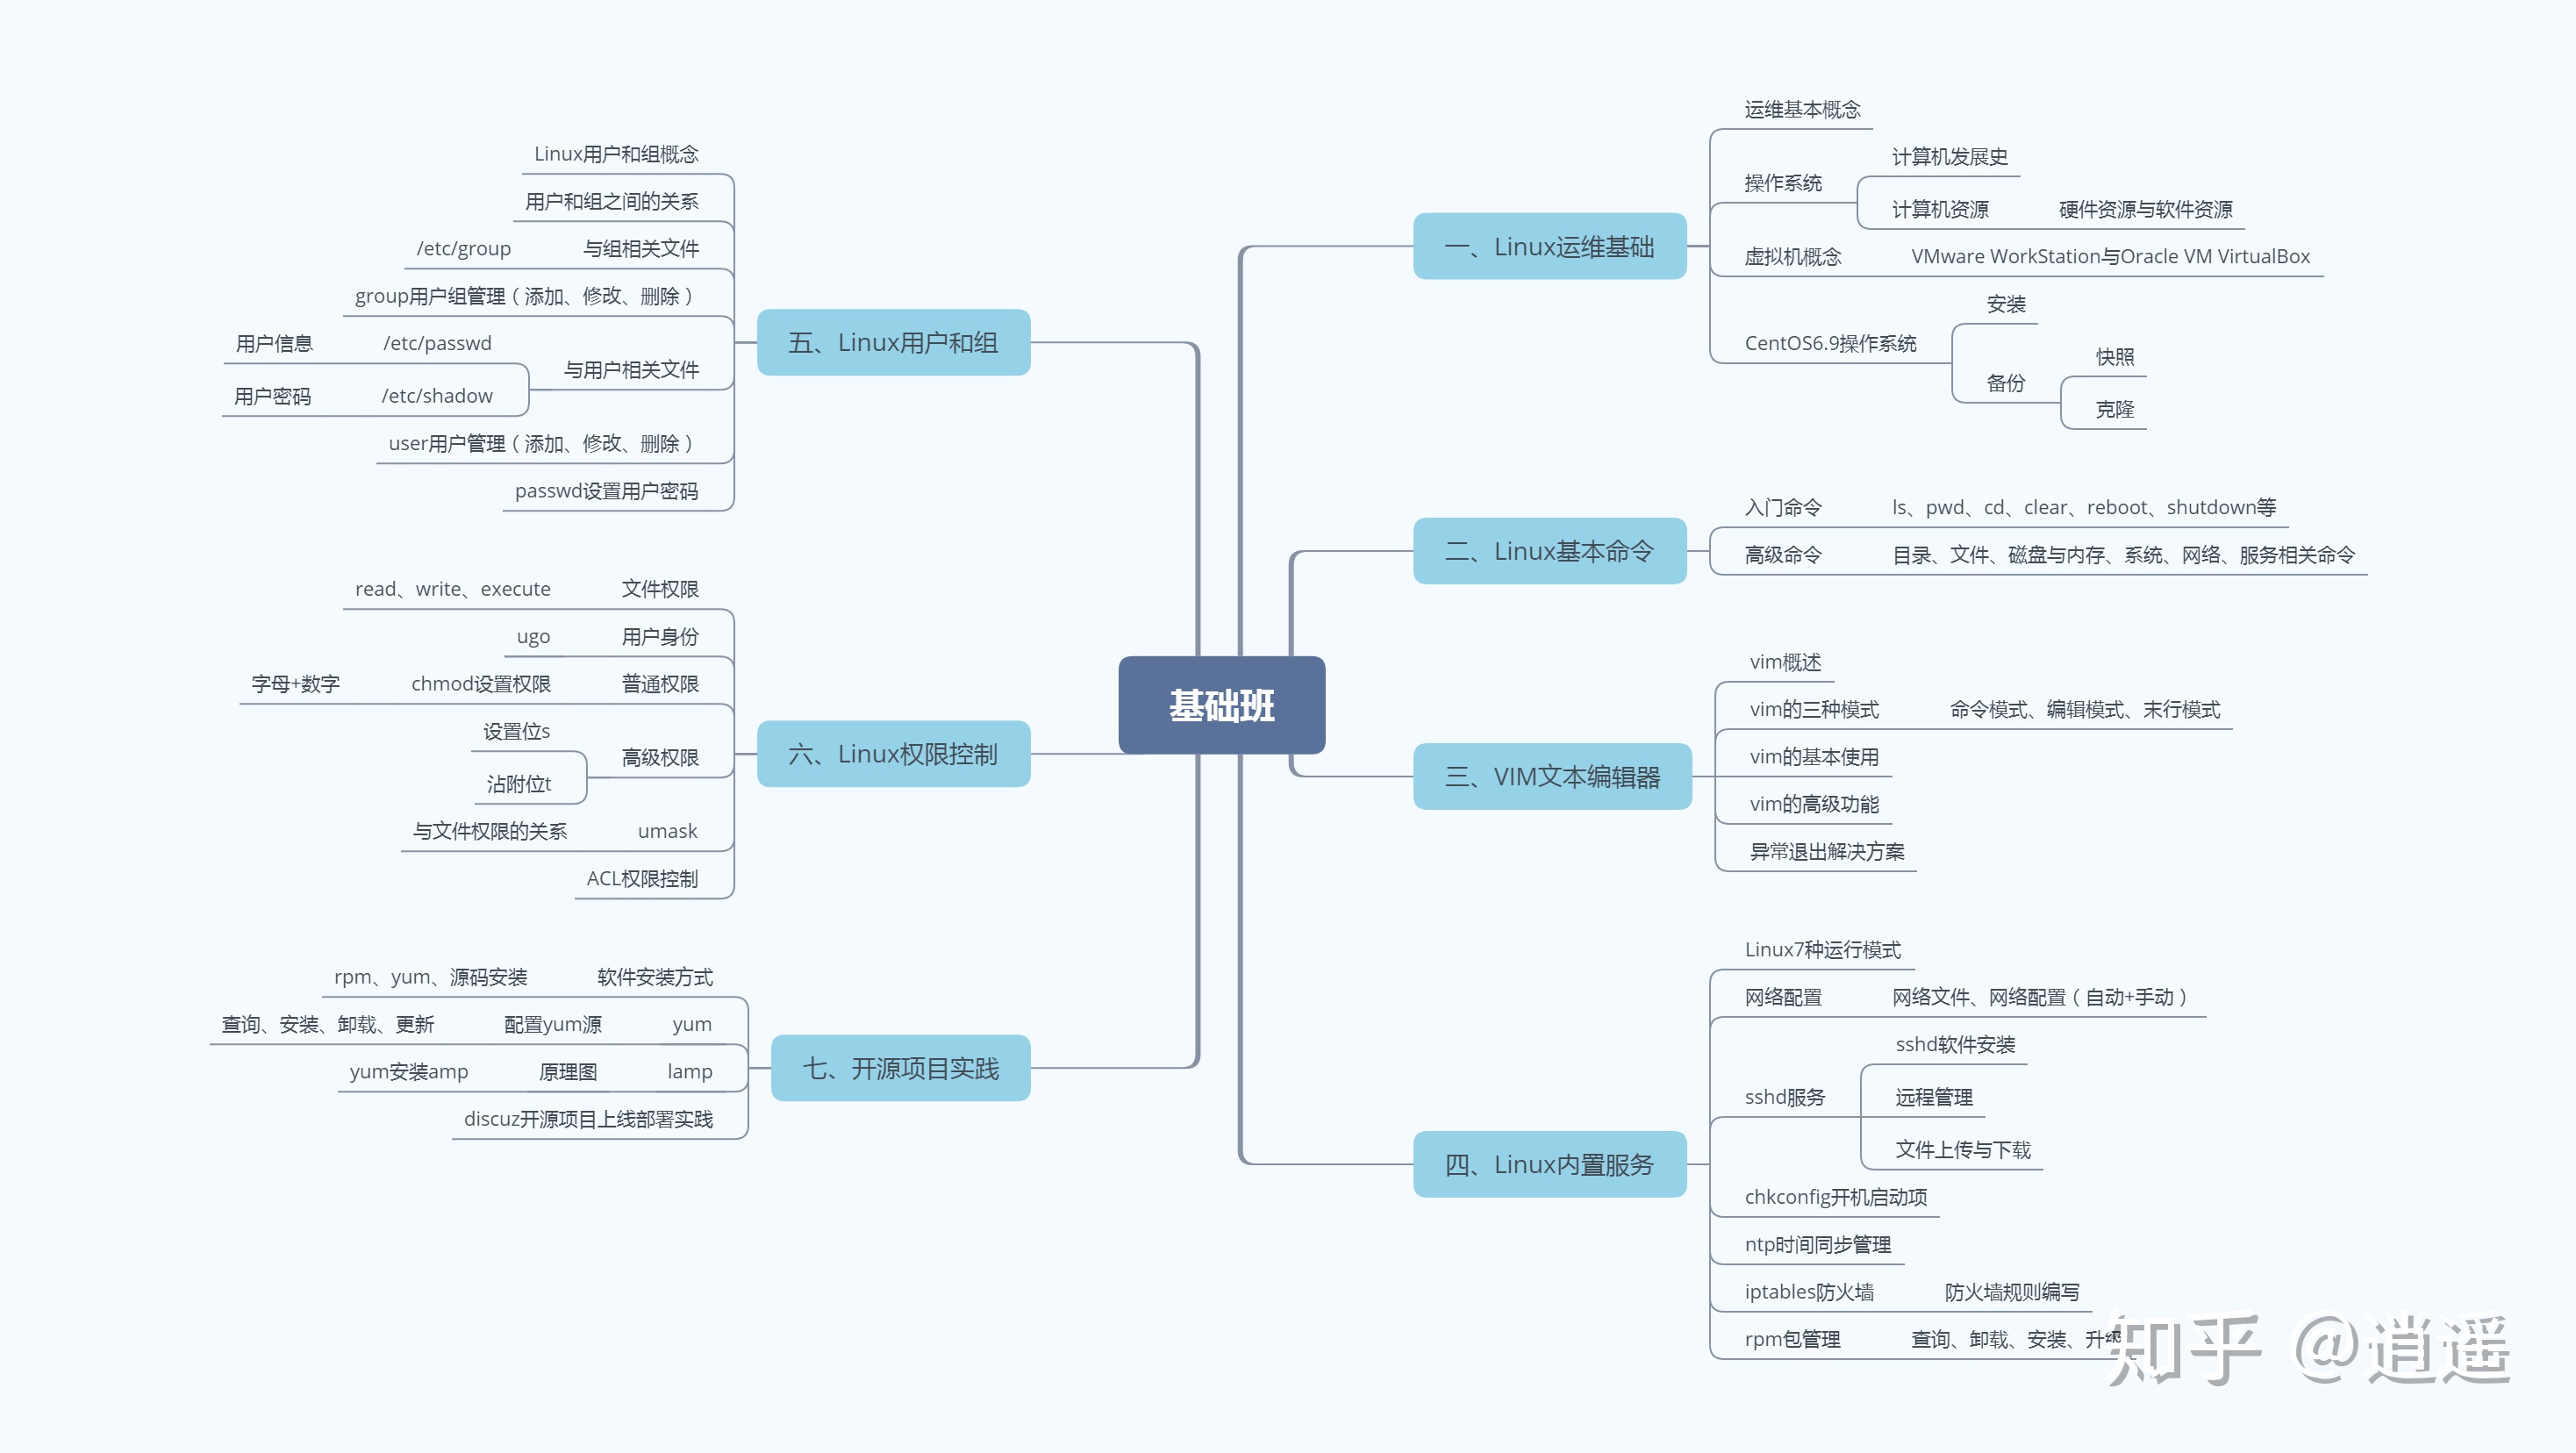 基础班
一、Linux运维基础
运维基本概念
操作系统
计算机发展史
计算机资源 硬件资源与软件资源
虚拟机概念 VMware WorkStation与Oracle VM VirtualBox
CentOS6.9操作系统
安装
备份
快照
克隆
二、Linux基本命令
入门命令 ls、pwd、cd、clear、reboot、shutdown等
高级命令 目录、文件、磁盘与内存、系统、网络、服务相关命令
三、VIM文本编辑器
vim概述
vim的三种模式 命令模式、编辑模式、末行模式
vim的基本使用
vim的高级功能
异常退出解决方案
四、Linux内置服务
Linux7种运行模式
网络配置 网络文件、网络配置（自动+手动）
sshd服务
sshd软件安装
远程管理
文件上传与下载
chkconfig开机启动项
ntp时间同步管理
iptables防火墙 防火墙规则编写
rpm包管理 查询、卸载、安装、升级
五、Linux用户和组
Linux用户和组概念
用户和组之间的关系
/etc/group 与组相关文件
group用户组管理（添加、修改、删除）
与用户相关文件
用户信息 /etc/passwd
用户密码 /etc/shadow
user用户管理（添加、修改、删除）
passwd设置用户密码
六、Linux权限控制
read、write、execute 文件权限
ugo 用户身份
字母+数字 chmod设置权限 普通权限
高级权限
设置位s
沾附位t
与文件权限的关系 umask
ACL权限控制
七、开源项目实践
rpm、yum、源码安装 软件安装方式
查询、安装、卸载、更新 配置yum源 yum
yum安装amp 原理图 lamp
discuz开源项目上线部署实践
知乎 @逍遥